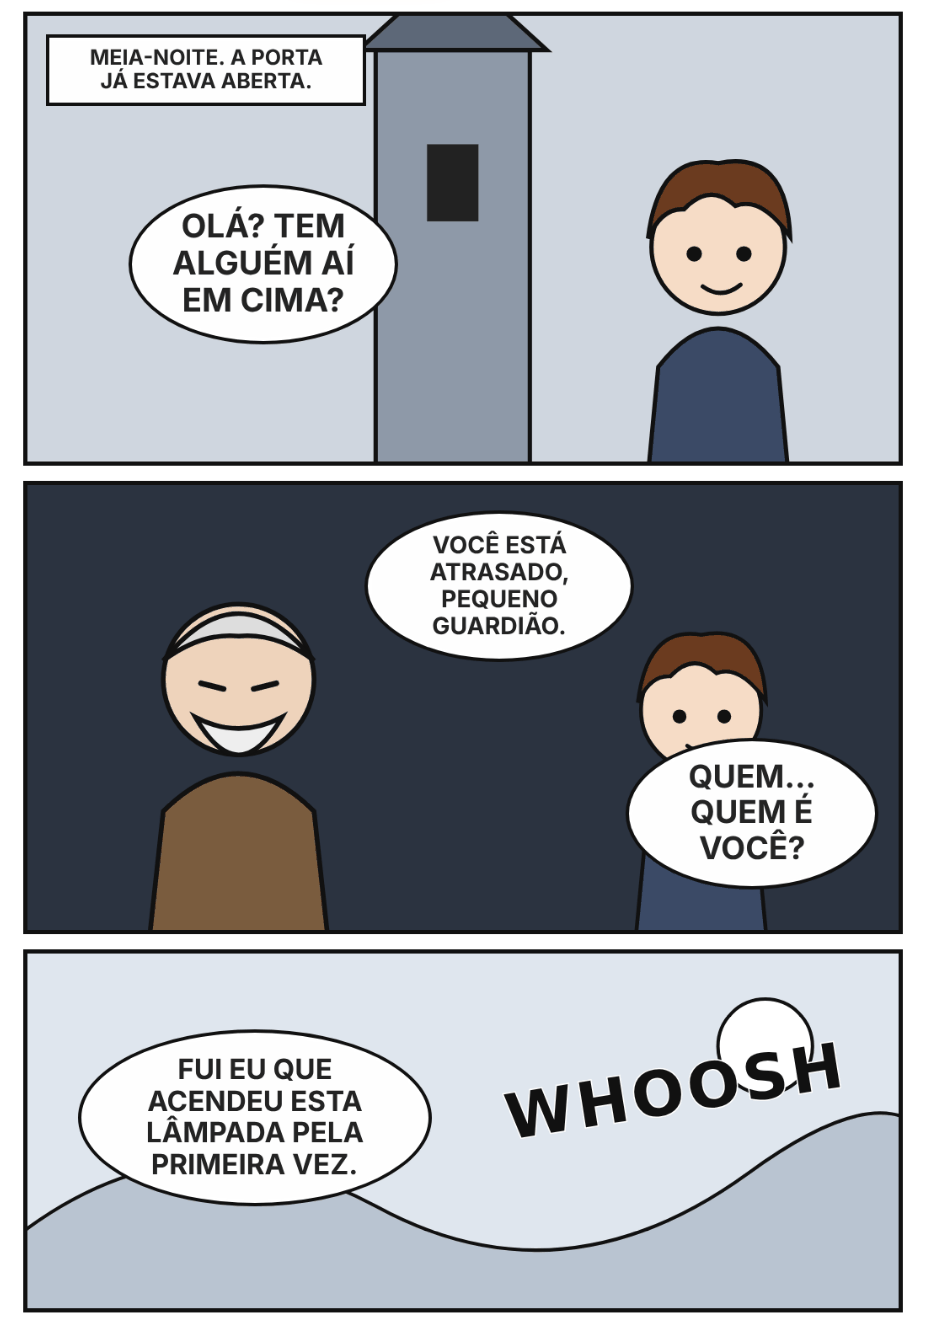 MEIA-NOITE. A PORTA
JÁ ESTAVA ABERTA.
OLÁ? TEM
ALGUÉM AÍ
EM CIMA?
VOCÊ ESTÁ
ATRASADO,
PEQUENO
GUARDIÃO.
QUEM...
QUEM É
VOCÊ?
FUI EU QUE
ACENDEU ESTA
LÂMPADA PELA
PRIMEIRA VEZ.
WHOOSH